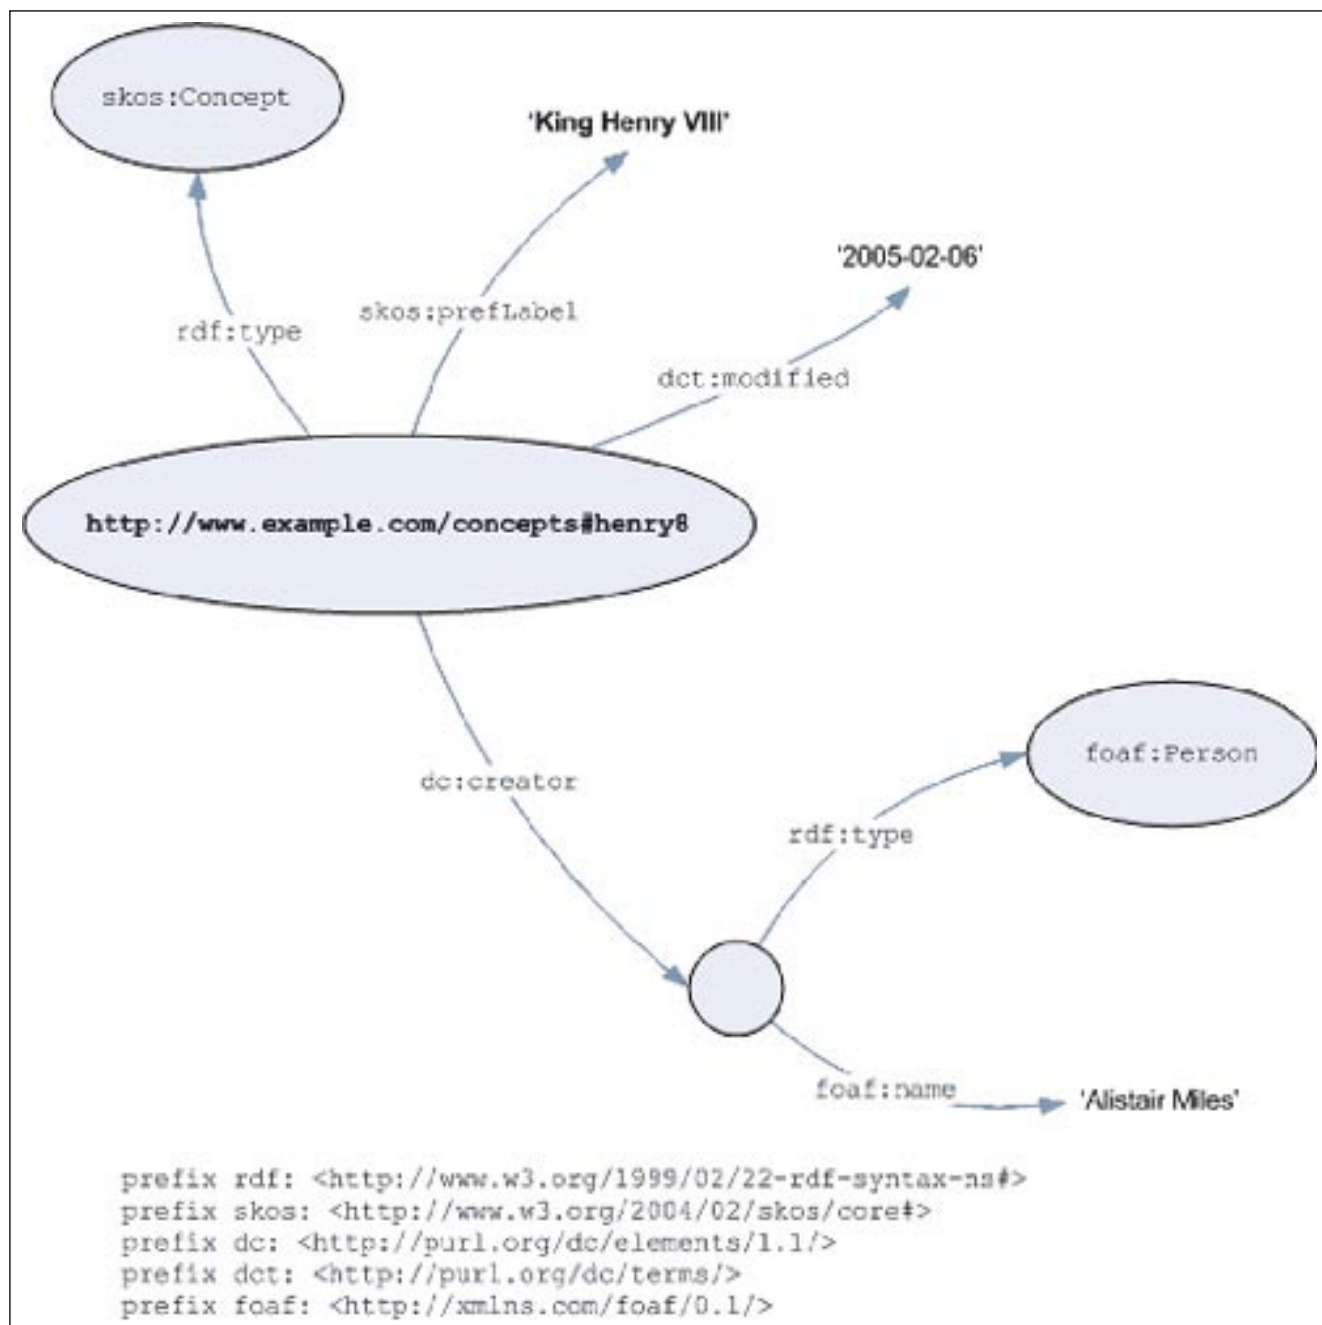 skos:Concept
'King Henry VIII'
'2005-02-06'
skos:prefLabel
rdf:type
dct:modified
http://www.example.com/concepts#henry8
foaf:Person
dc:creator
rdf:type
foaf:name
'Alistair Miles'
prefix rdf: <http://www.w3.org/1999/02/22-rdf-syntax-ns#>
prefix skos: <http://www.w3.org/2004/02/skos/core#>
prefix dc: <http://purl.org/dc/elements/1.1/>
prefix dct: <http://purl.org/dc/terms/>
prefix foaf: <http://xmlns.com/foaf/0.1/>